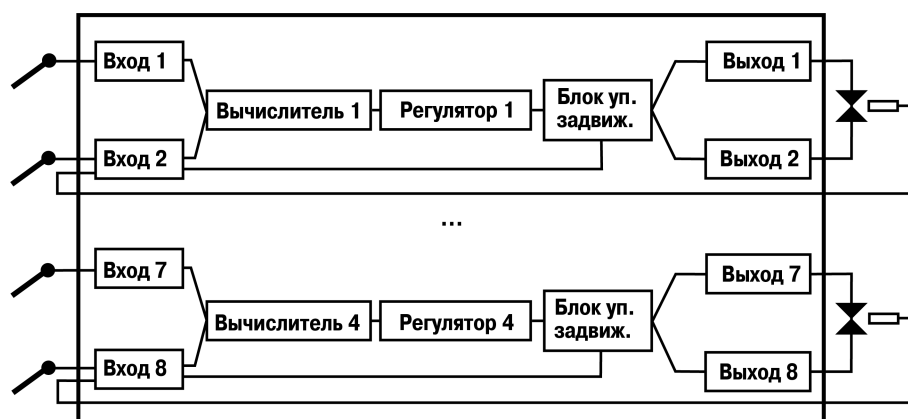 Вход 1
Вход 2
Вычислитель 1
Регулятор 1
Блок уп.
задвиж.
Выход 1
Выход 2
...
Вход 7
Вход 8
Вычислитель 4
Регулятор 4
Блок уп.
задвиж.
Выход 7
Выход 8